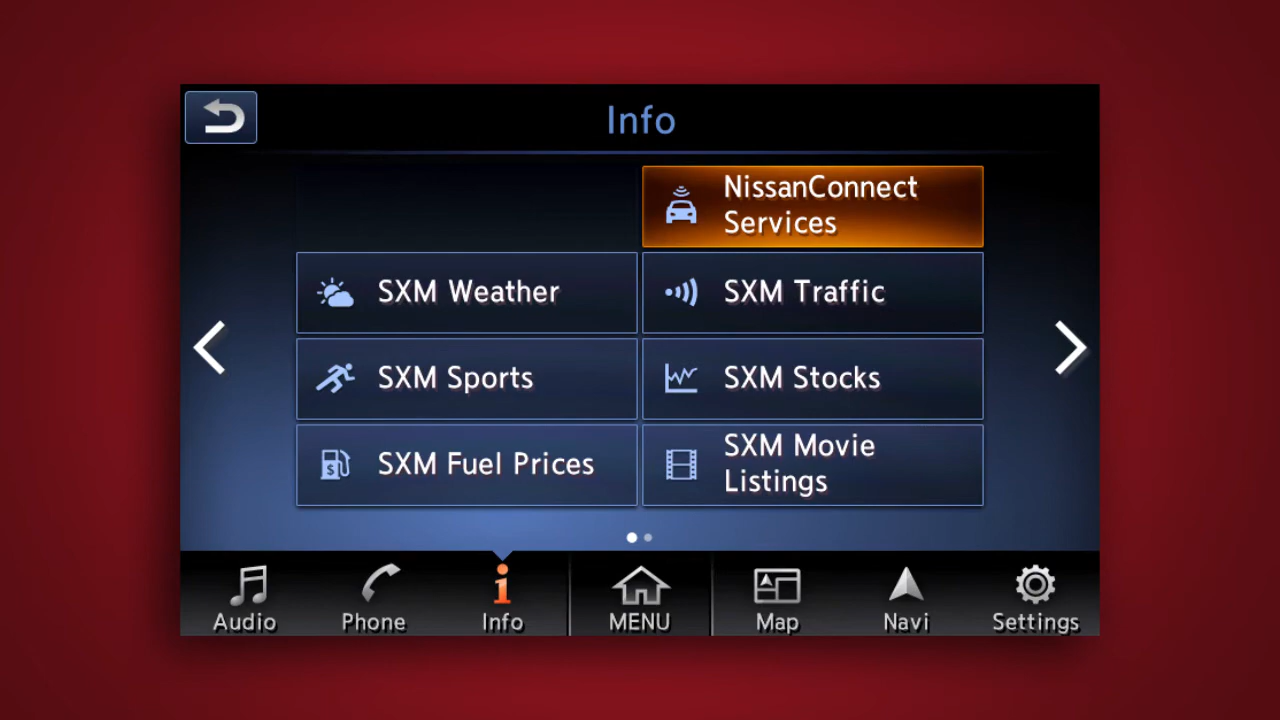 Info
NissanConnect
Services
SXM Weather
SXM Traffic
SXM Sports
SXM Stocks
SXM Fuel Prices
SXM Movie
Listings
Audio
Phone
Info
MENU
Map
Navi
Settings